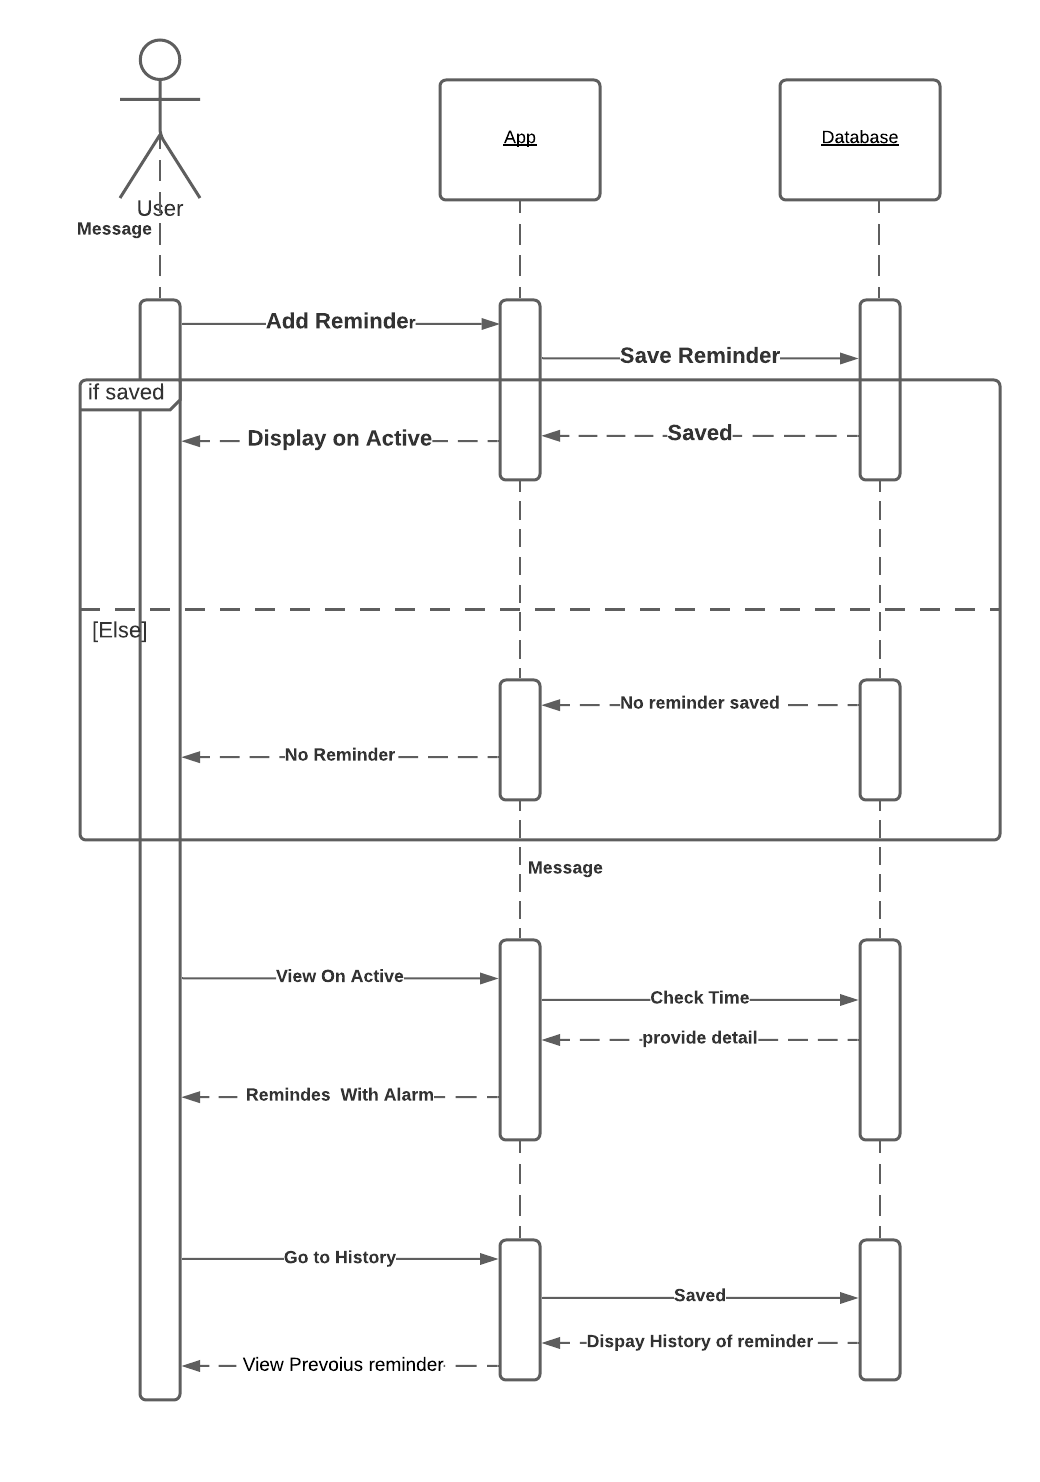 App
Database
User
Message
Add Reminder
Save Reminder
if saved
Saved
Display on Active
[Else]
No reminder saved
No Reminder
Message
View On Active
Check Time
provide detail
Remindes  With Alarm
Go to History
Saved
Dispay History of reminder
View Prevoius reminder